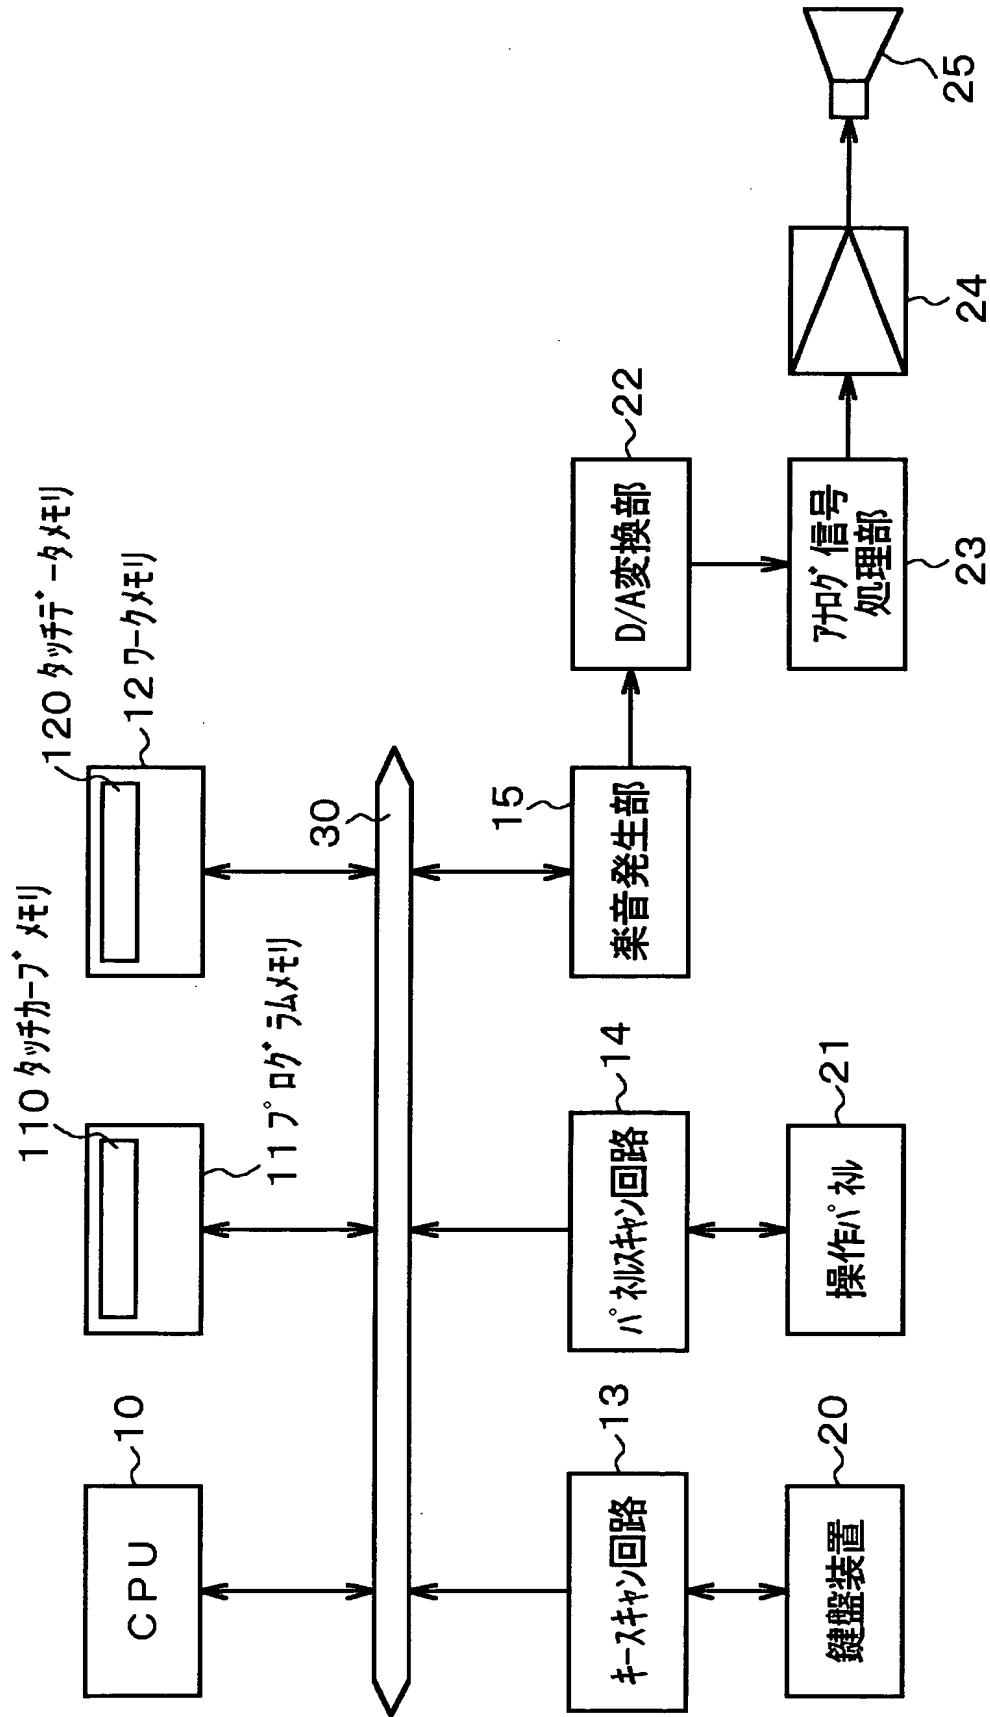 10
CPU
110 タッチカーブメモリ
11 プログラムメモリ
120 タッチデータメモリ
12 ワークメモリ
30
13
キースキャン回路
14
パネルスキャン回路
15
楽音発生部
22
D/A変換部
20
鍵盤装置
21
操作パネル
アナログ信号
処理部
23
24
25